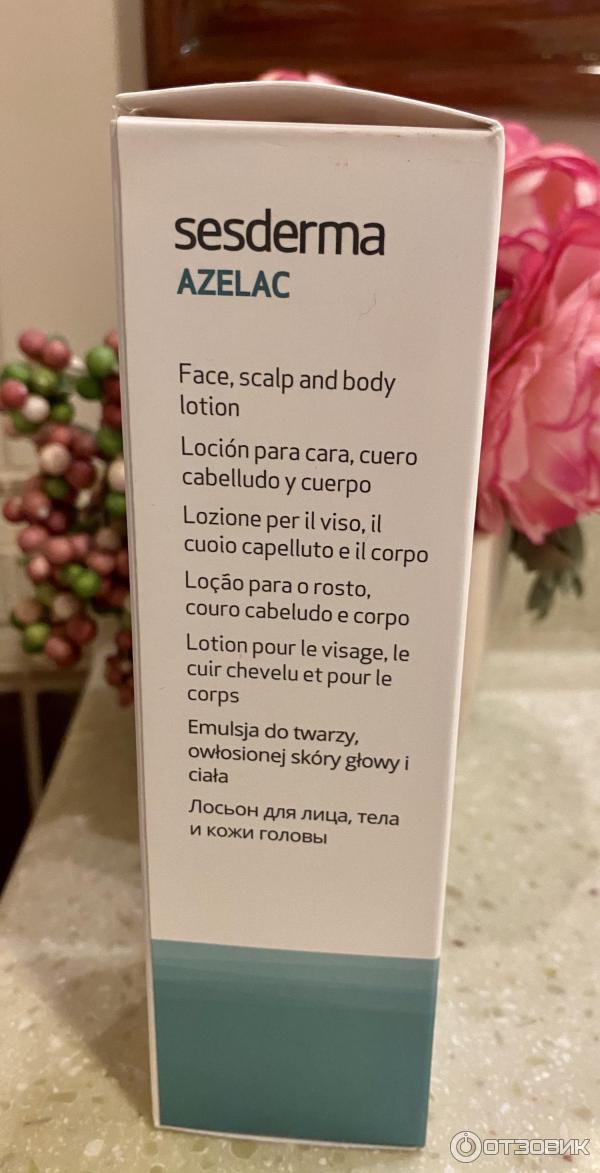 sesderma
AZELAC
Face, scalp and body
lotion
Loción para cara, cuero
cabelludo y cuerpo
Lozione per il viso, il
cuoio capelluto e il corpo
Loção para o rosto,
couro cabeludo e corpo
Lotion pour le visage, le
cuir chevelu et pour le
corps
Emulsja do twarzy,
owłosionej skóry głowy i
ciała
Лосьон для лица, тела
и кожи головы
ОТЗОВИК